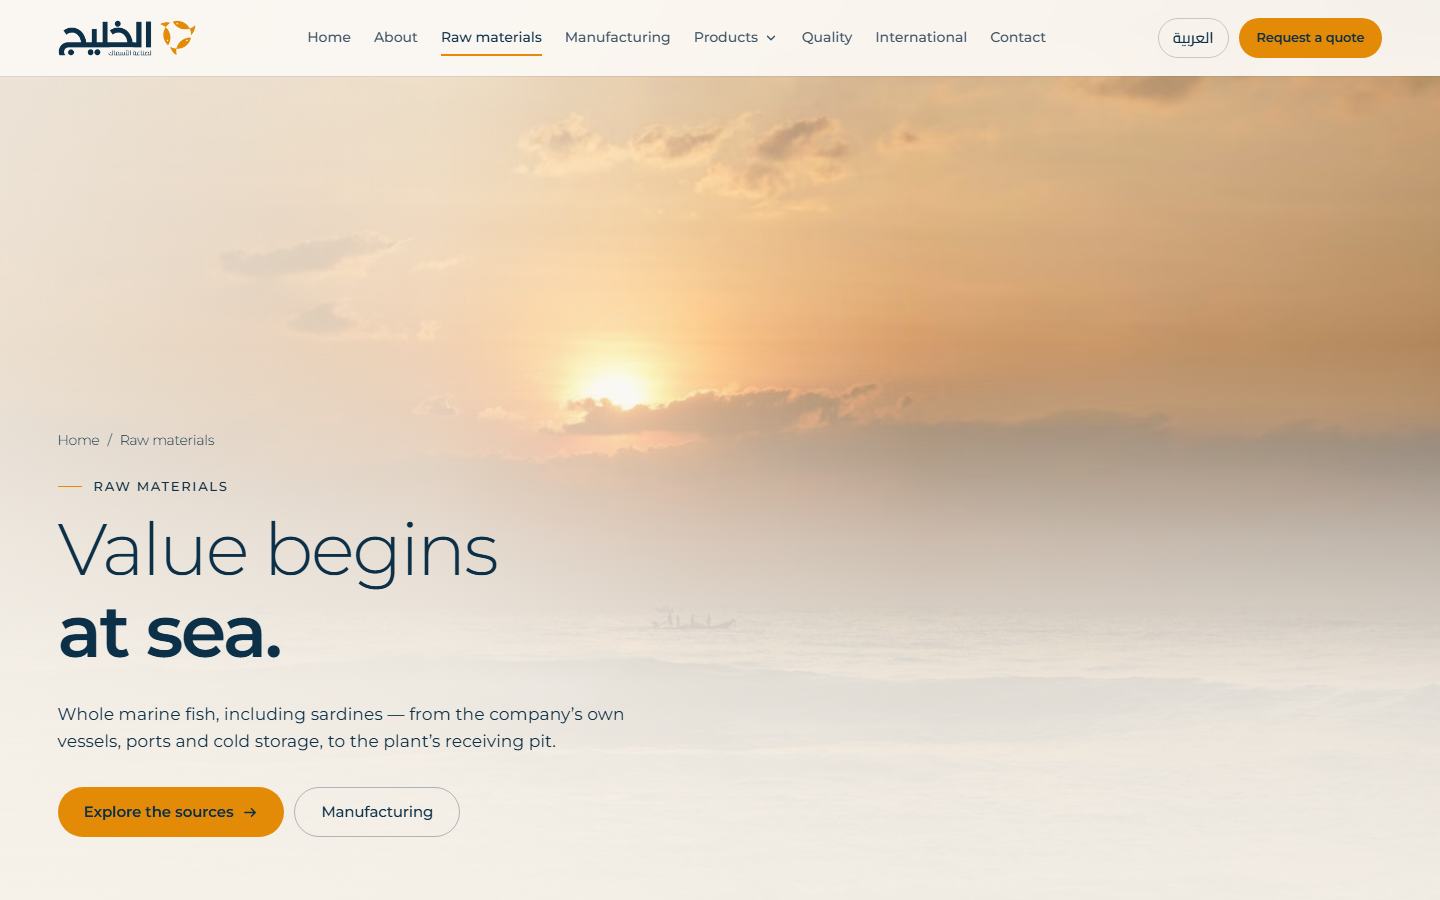 الخليج
لصناعة الأسماك
Home
About
Raw materials
Manufacturing
Products
Quality
International
Contact
العربية
Request a quote
Home / Raw materials
RAW MATERIALS
Value begins
at sea.
Whole marine fish, including sardines — from the company’s own
vessels, ports and cold storage, to the plant’s receiving pit.
Explore the sources →
Manufacturing